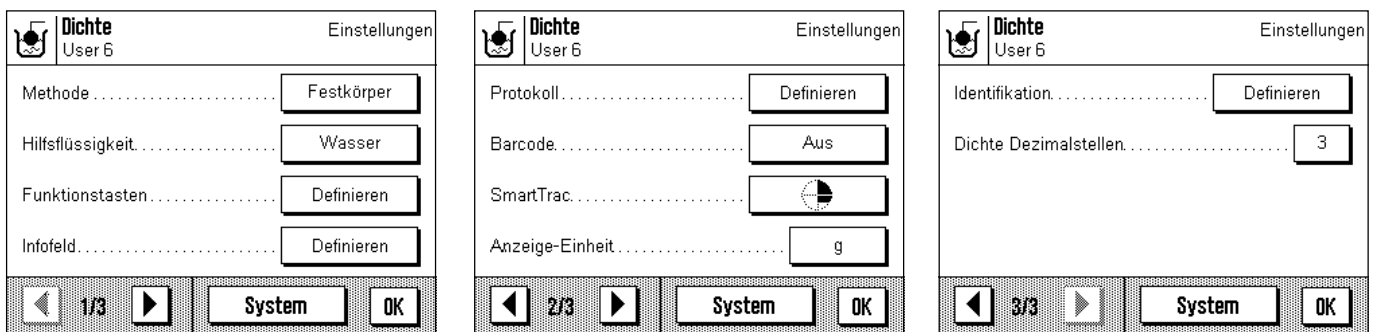 Dichte
User 6
Einstellungen
Methode
Festkörper
Hilfsflüssigkeit
Wasser
Funktionstasten
Definieren
Infofeld
Definieren
1/3
System
OK
Dichte
User 6
Einstellungen
Protokoll
Definieren
Barcode
Aus
SmartTrac
Anzeige-Einheit
g
2/3
System
OK
Dichte
User 6
Einstellungen
Identifikation
Definieren
Dichte Dezimalstellen
3
3/3
System
OK